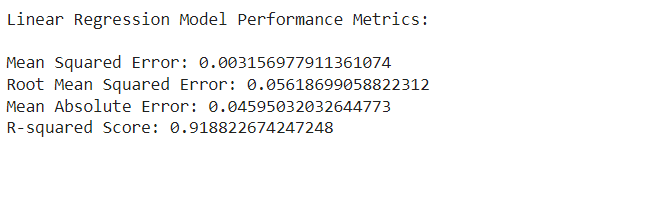 Linear Regression Model Performance Metrics:
Mean Squared Error: 0.003156977911361074
Root Mean Squared Error: 0.05618699058822312
Mean Absolute Error: 0.04595032032644773
R-squared Score: 0.918822674247248